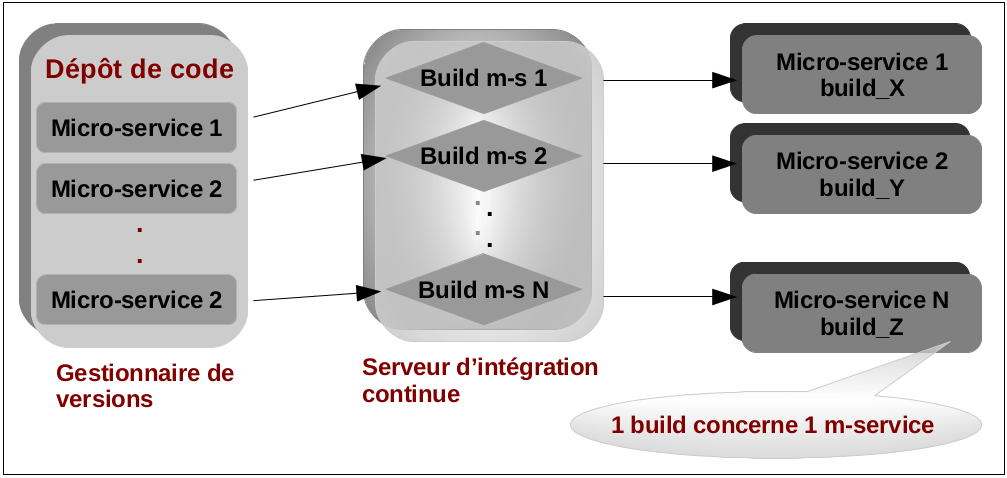 Dépôt de code
Micro-service 1
Micro-service 2
.
.
Micro-service 2
Gestionnaire de
versions
Build m-s 1
Build m-s 2
.
.
Build m-s N
Serveur d’intégration
continue
Micro-service 1
build_X
Micro-service 2
build_Y
Micro-service N
build_Z
1 build concerne 1 m-service